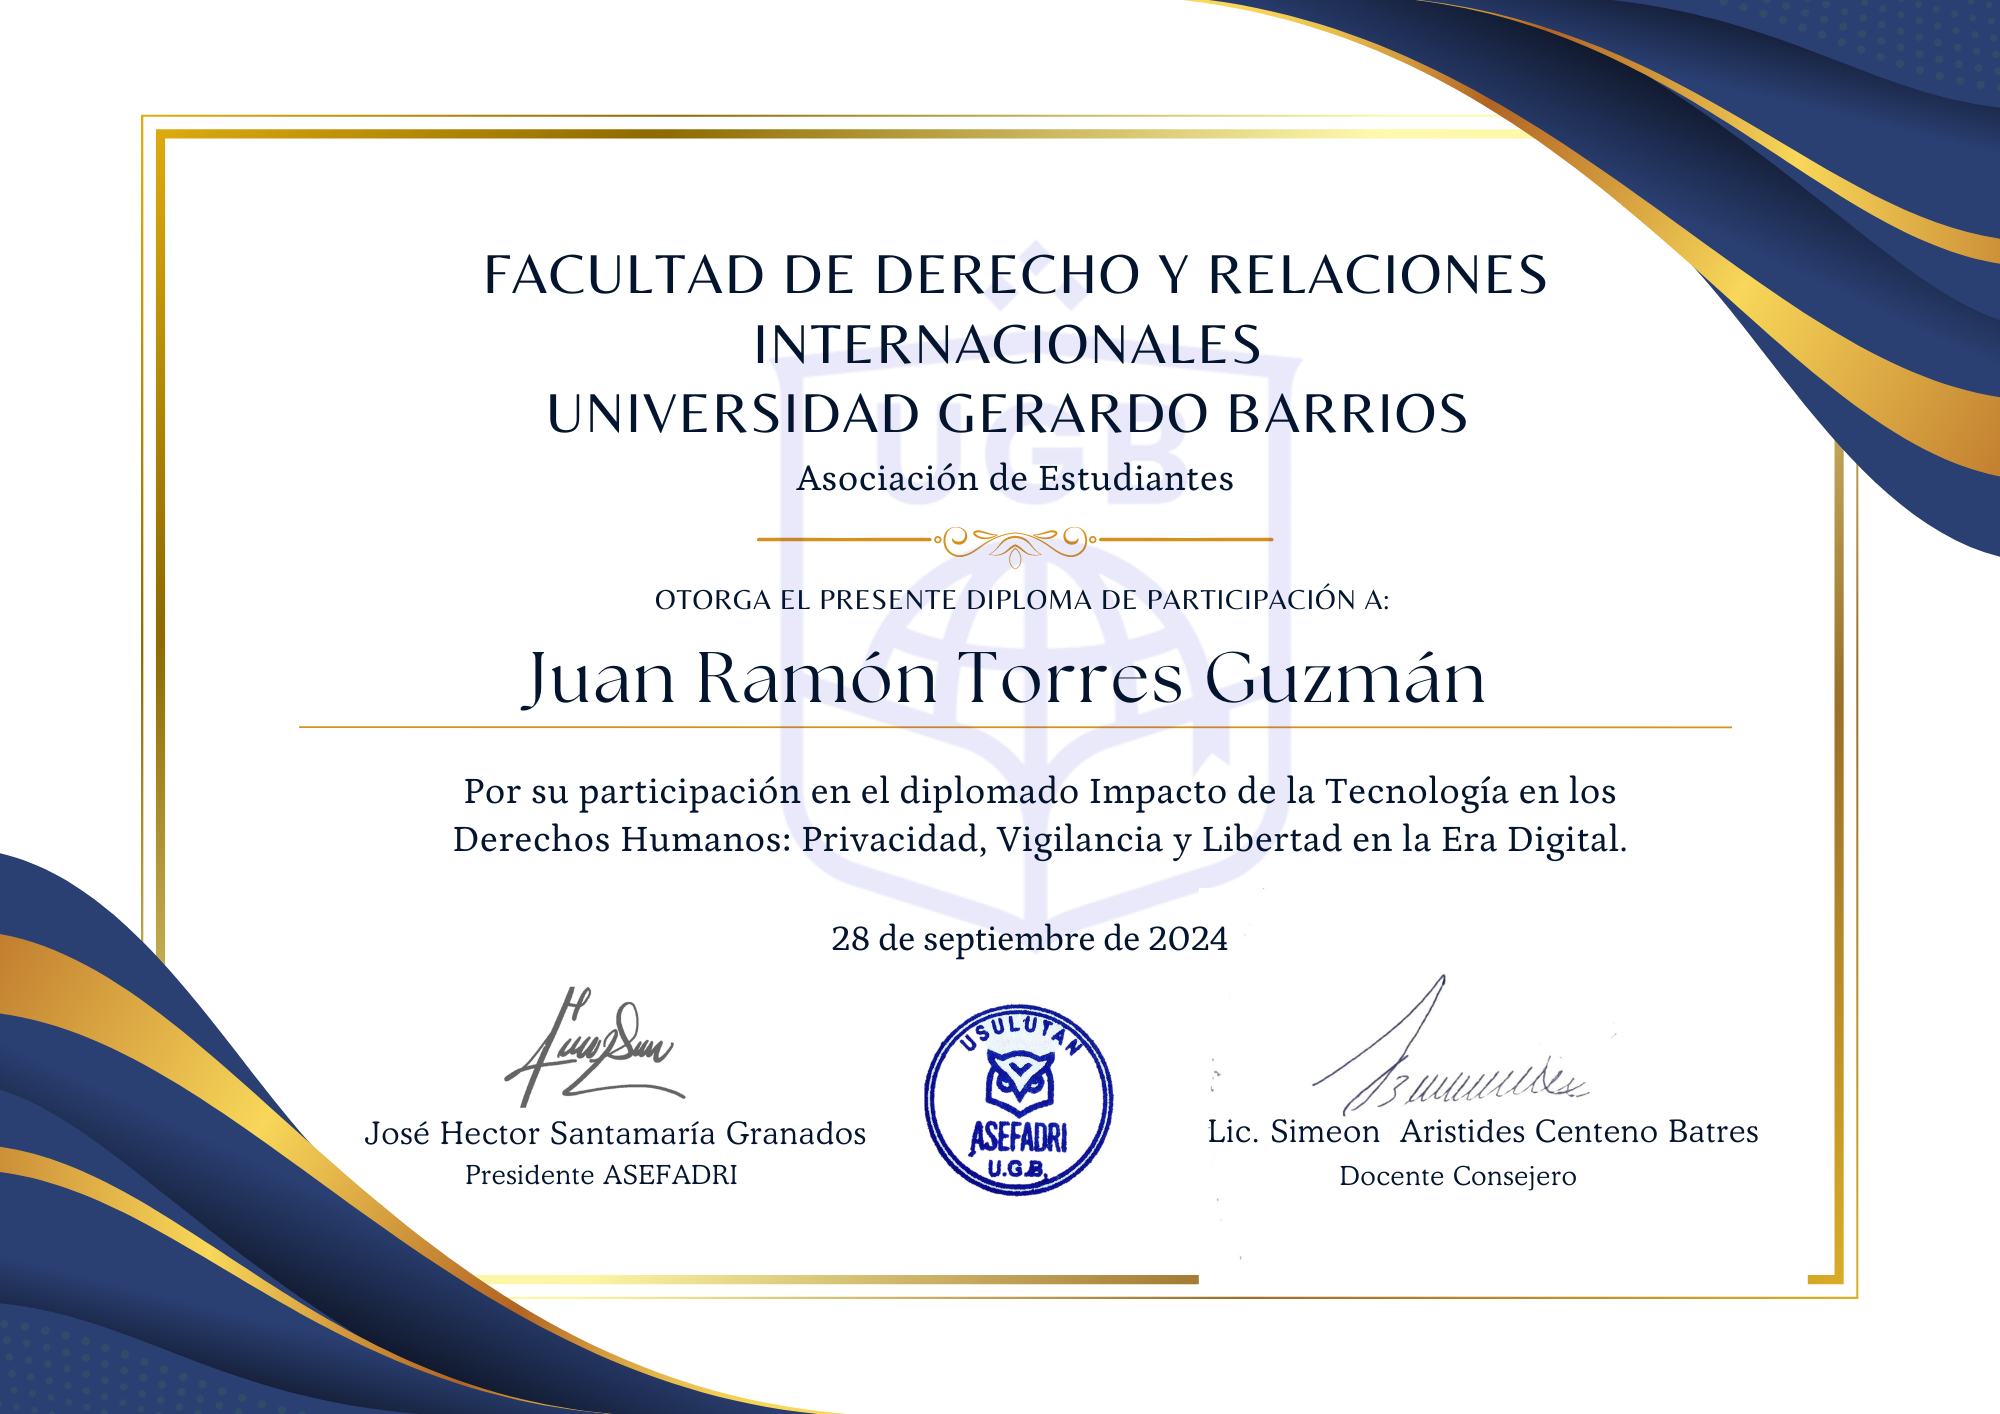 FACULTAD DE DERECHO Y RELACIONES
INTERNACIONALES
UNIVERSIDAD GERARDO BARRIOS
UGB
Asociación de Estudiantes
OTORGA EL PRESENTE DIPLOMA DE PARTICIPACIÓN A:
Juan Ramón Torres Guzmán
Por su participación en el diplomado Impacto de la Tecnología en los
Derechos Humanos: Privacidad, Vigilancia y Libertad en la Era Digital.
28 de septiembre de 2024
José Hector Santamaría Granados
Presidente ASEFADRI
USULUTAN
ASEFADRI
U.G.B.
Lic. Simeon  Aristides Centeno Batres
Docente Consejero